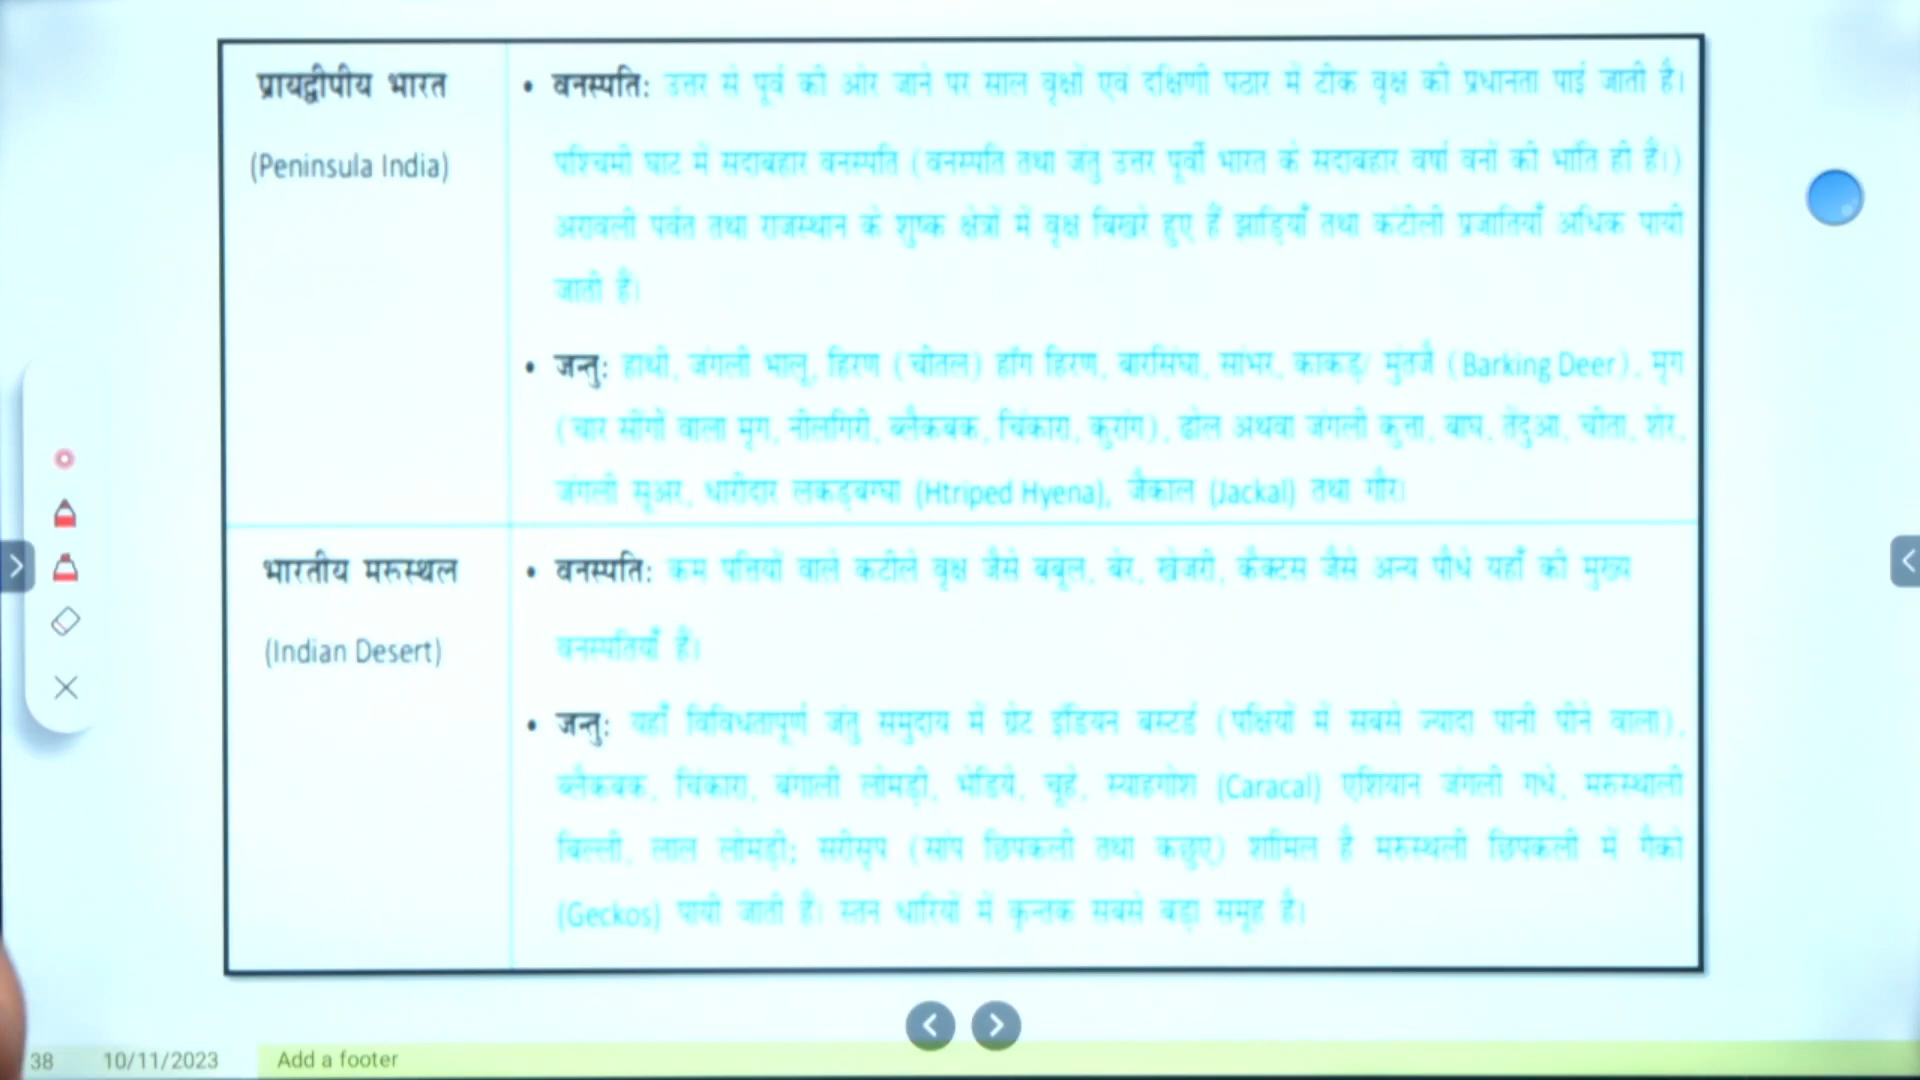 प्रायद्वीपीय भारत
(Peninsula India)
• वनस्पति: उत्तर से पूर्व की ओर जाने पर साल वृक्षों एवं दक्षिणी पठार में टीक वृक्ष की प्रधानता पाई जाती है।
पश्चिमी घाट में सदाबहार वनस्पति (वनस्पति तथा जंतु उत्तर पूर्वी भारत के सदाबहार वर्षा वनों की भांति ही है।)
अरावली पर्वत तथा राजस्थान के शुष्क क्षेत्रों में वृक्ष बिखरे हुए हैं झाड़ियाँ तथा कंटीली प्रजातियाँ अधिक पायी
जाती हैं।
• जन्तु: हाथी, जंगली भालू, हिरण (चीतल) हॉग हिरण, बारसिंघा, सांभर, काकड़/ मुंतजै (Barking Deer), मृग
(चार सींगों वाला मृग, नीलगिरी, ब्लैकबक, चिंकारा, कुरांग), ढोल अथवा जंगली कुत्ता, बाघ, तेंदुआ, चीता, शेर,
जंगली सूअर, धारीदार लकड़बग्घा (Htriped Hyena), जैकाल (Jackal) तथा गौर।
भारतीय मरुस्थल
(Indian Desert)
• वनस्पति: कम पत्तियों वाले कटीले वृक्ष जैसे बबूल, बेर, खेजरी, कैक्टस जैसे अन्य पौधे यहाँ की मुख्य
वनस्पतियाँ हैं।
• जन्तु: यहाँ विविधतापूर्ण जंतु समुदाय में ग्रेट इंडियन बस्टर्ड (पक्षियों में सबसे ज्यादा पानी पीने वाला),
ब्लैकबक, चिंकारा, बंगाली लोमड़ी, भेडिये, चूहे, स्याहगोश (Caracal) एशियान जंगली गधे, मरुस्थाली
बिल्ली, लाल लोमड़ी; सरीसृप (सांप छिपकली तथा कछुए) शामिल है मरुस्थली छिपकली में गैको
(Geckos) पायी जाती हैं। स्तन धारियों में कृन्तक सबसे बड़ा समूह है।
38 10/11/2023 Add a footer